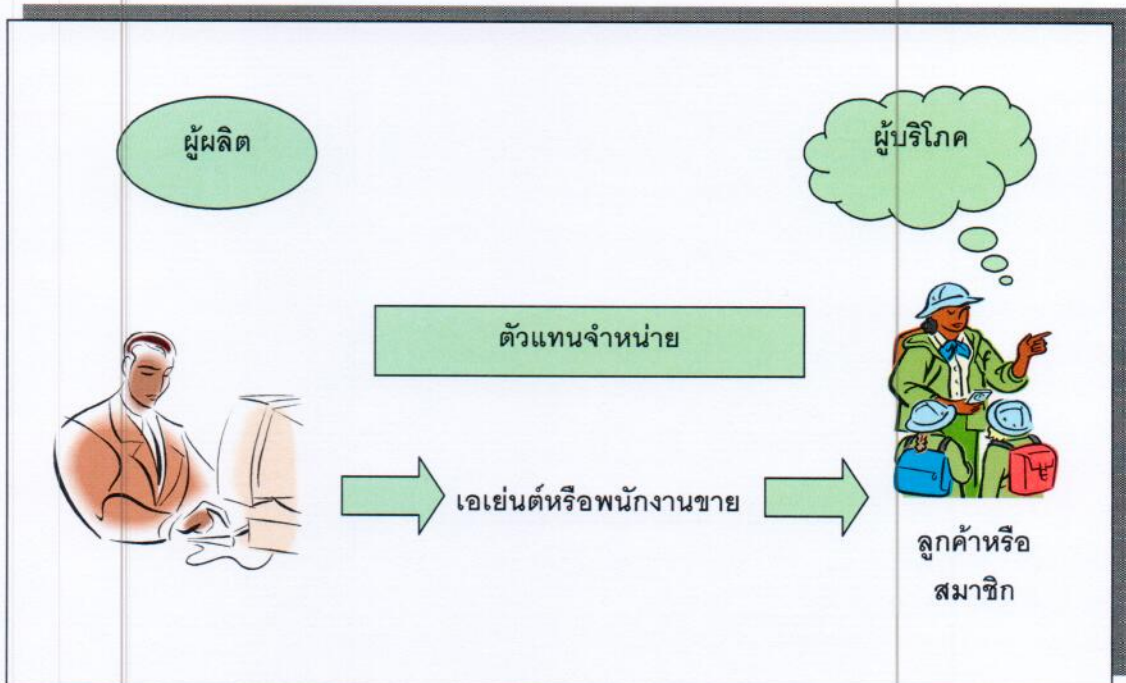 ผู้ผลิต
ผู้บริโภค
ตัวแทนจำหน่าย
เอเย่นต์หรือพนักงานขาย
ลูกค้าหรือ
สมาชิก